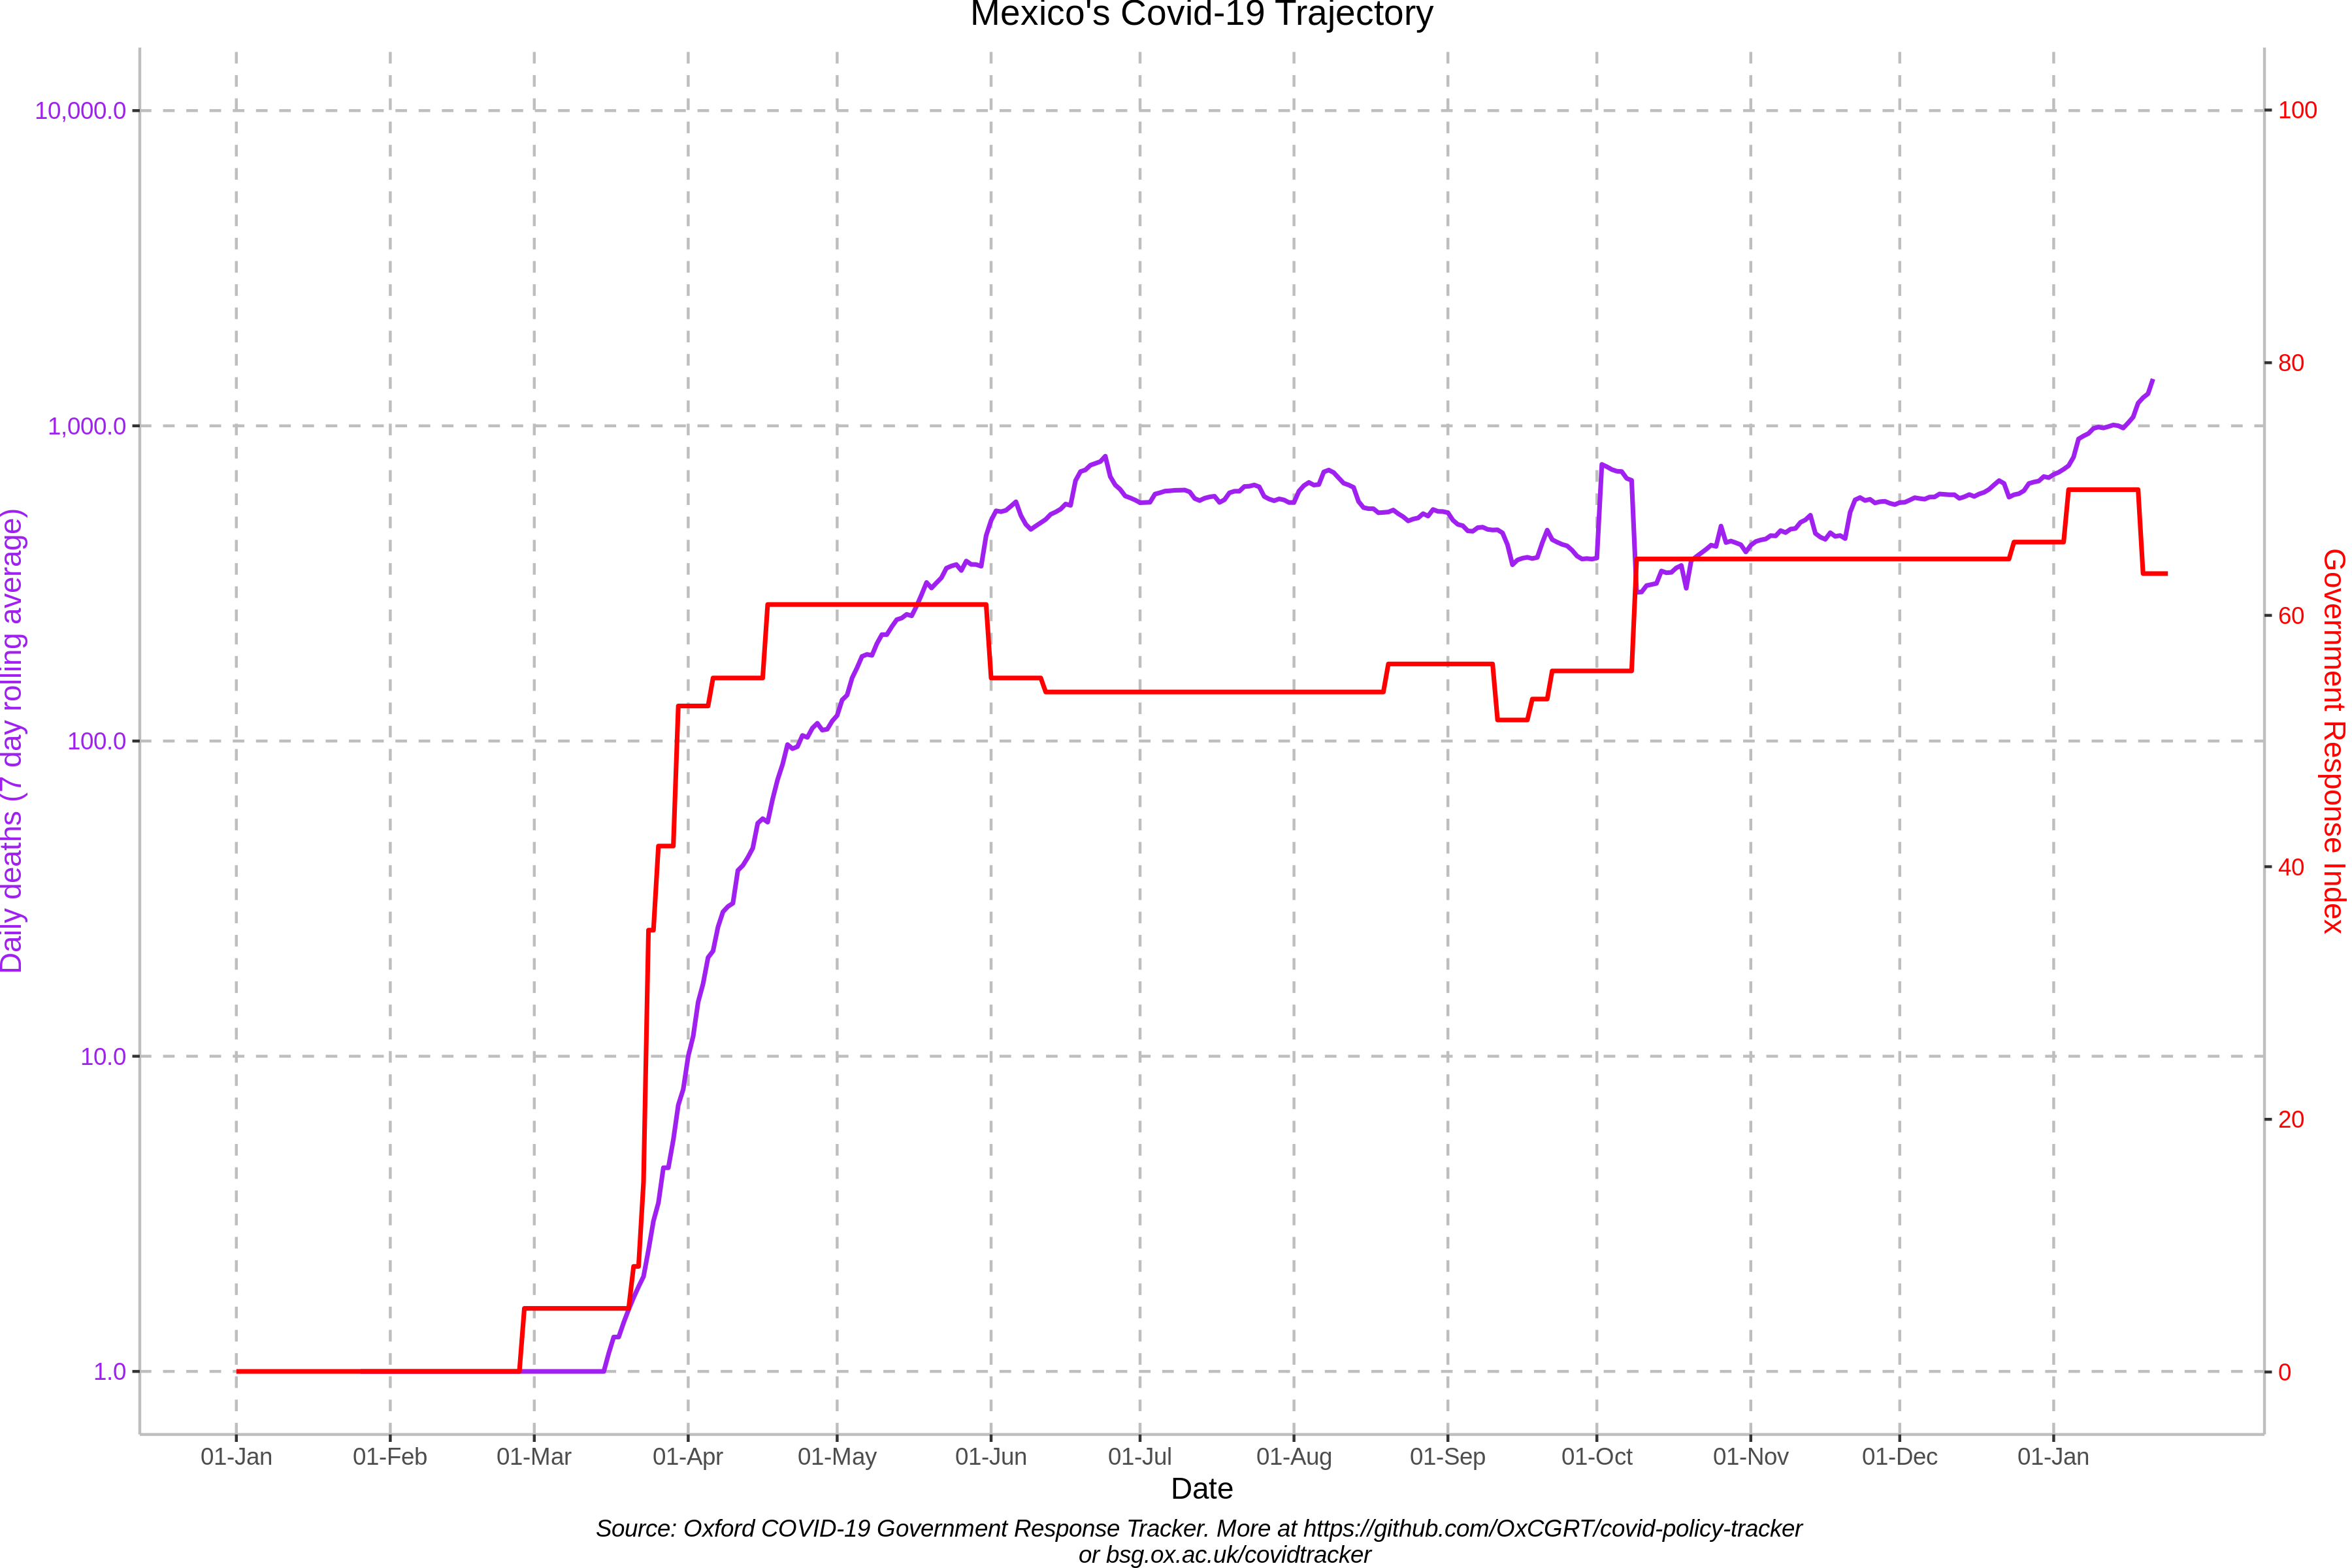 Mexico's Covid-19 Trajectory
10,000.0
1,000.0
100.0
10.0
1.0
Daily deaths (7 day rolling average)
100
80
60
40
20
0
Government Response Index
01-Jan
01-Feb
01-Mar
01-Apr
01-May
01-Jun
01-Jul
01-Aug
01-Sep
01-Oct
01-Nov
01-Dec
01-Jan
Date
Source: Oxford COVID-19 Government Response Tracker. More at https://github.com/OxCGRT/covid-policy-tracker
or bsg.ox.ac.uk/covidtracker